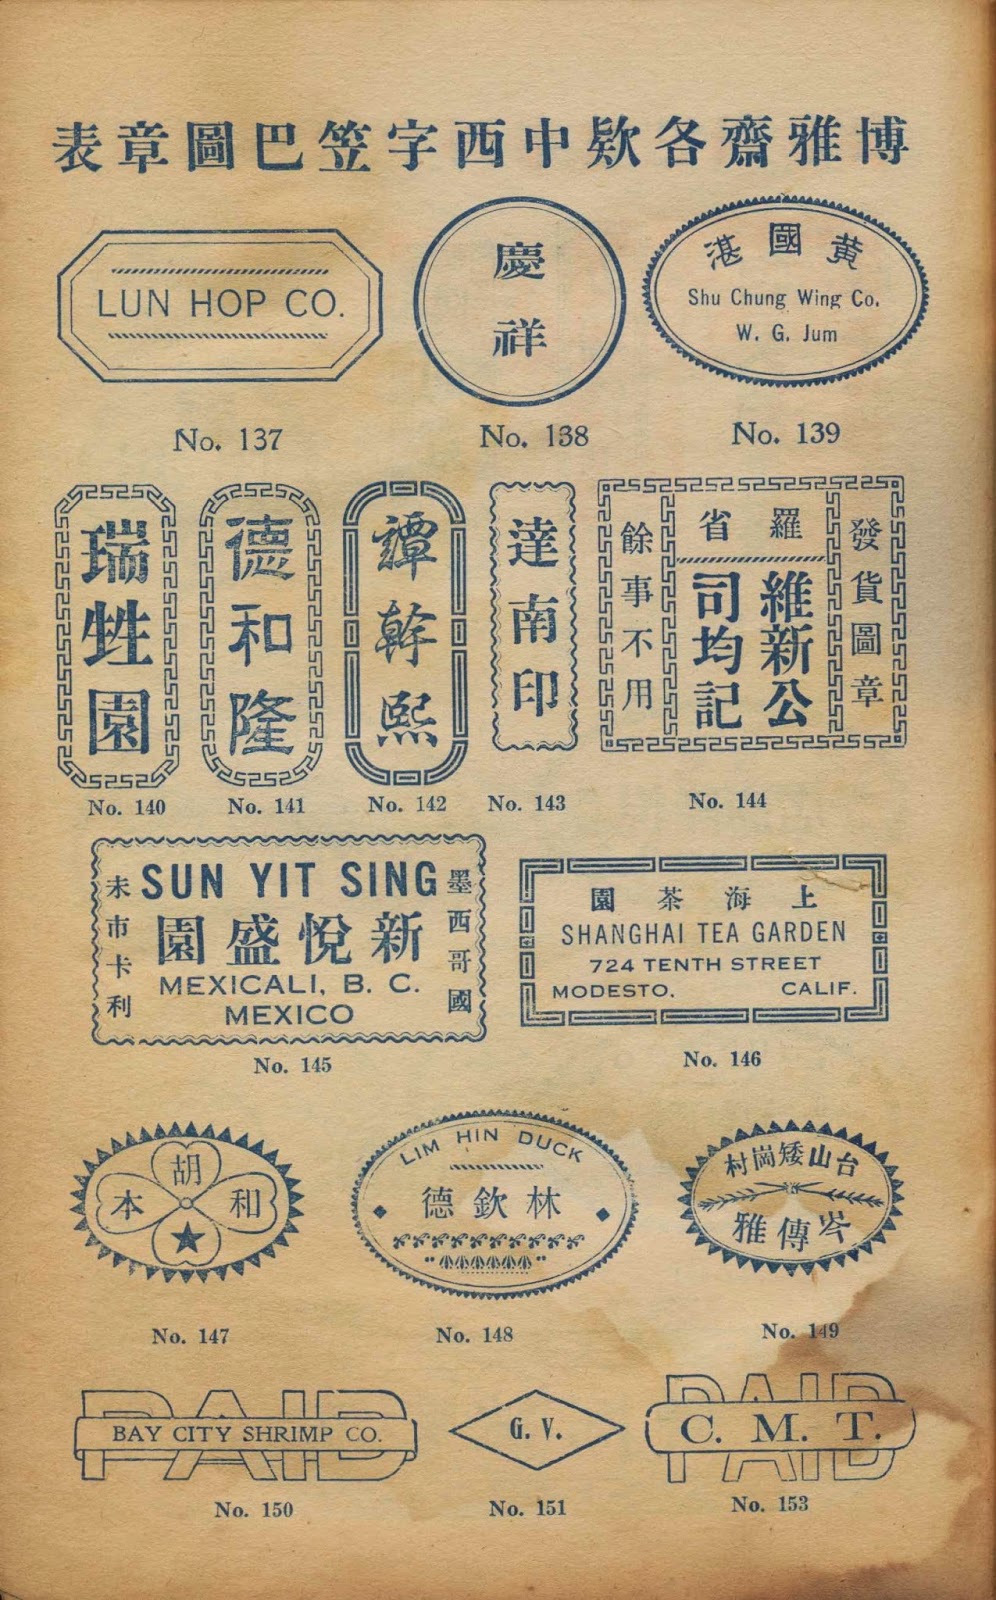 博雅齋各欵中西字笠巴圖章表
LUN HOP CO.
No. 137
慶祥
No. 138
黄國湛
Shu Chung Wing Co.
W. G. Jum
No. 139
瑞甡園
No. 140
德和隆
No. 141
譚幹熙
No. 142
達南印
No. 143
發貨圖章
羅省
維新公
司均記
餘事不用
No. 144
SUN YIT SING
墨西哥國
新悅盛園
未市卡利
MEXICALI, B. C.
MEXICO
No. 145
上海茶園
SHANGHAI TEA GARDEN
724 TENTH STREET
MODESTO. CALIF.
No. 146
胡
和
本
No. 147
LIM HIN DUCK
林欽德
No. 148
台山矮崗村
岑傳雅
No. 149
PAID
BAY CITY SHRIMP CO.
No. 150
G. V.
No. 151
PAID
C. M. T.
No. 153